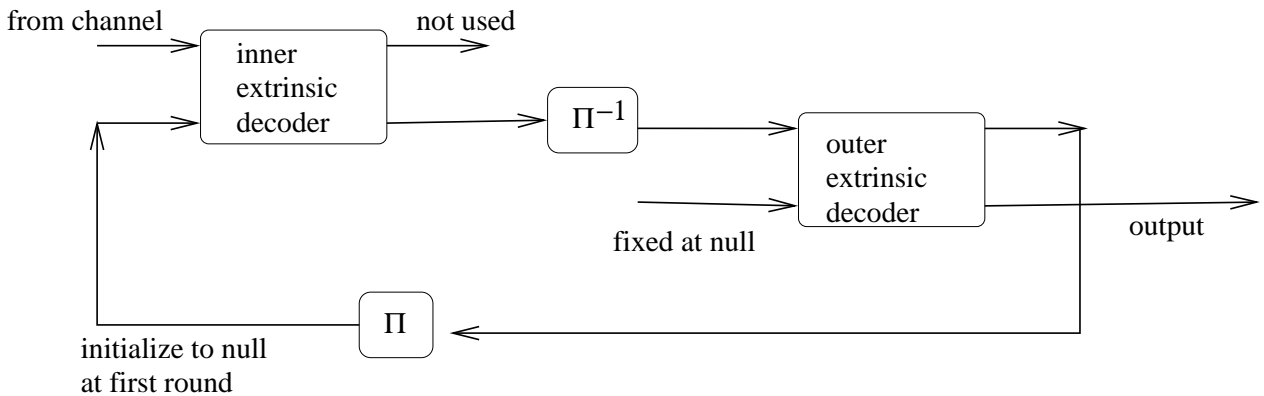 from channel
not used
inner
extrinsic
decoder
Π−1
outer
extrinsic
decoder
fixed at null
output
Π
initialize to null
at first round